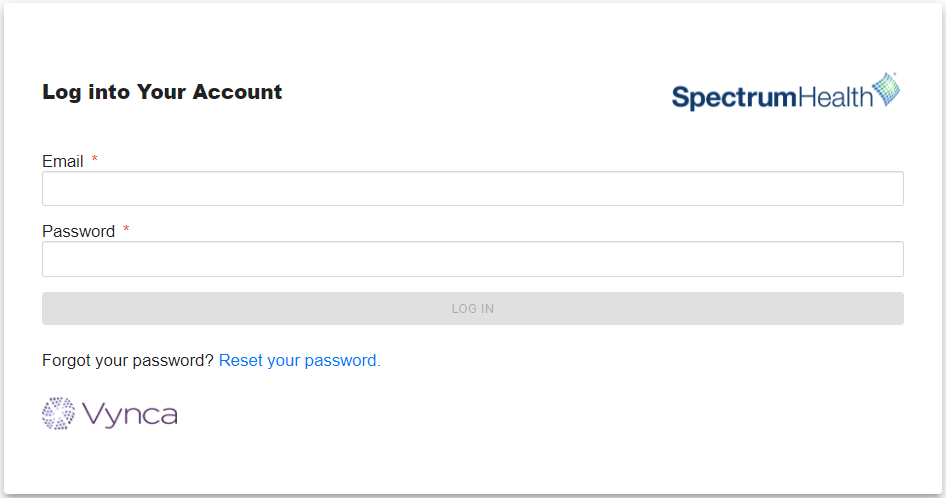 Log into Your Account
SpectrumHealth
Email *
Password *
LOG IN
Forgot your password? Reset your password.
Vynca